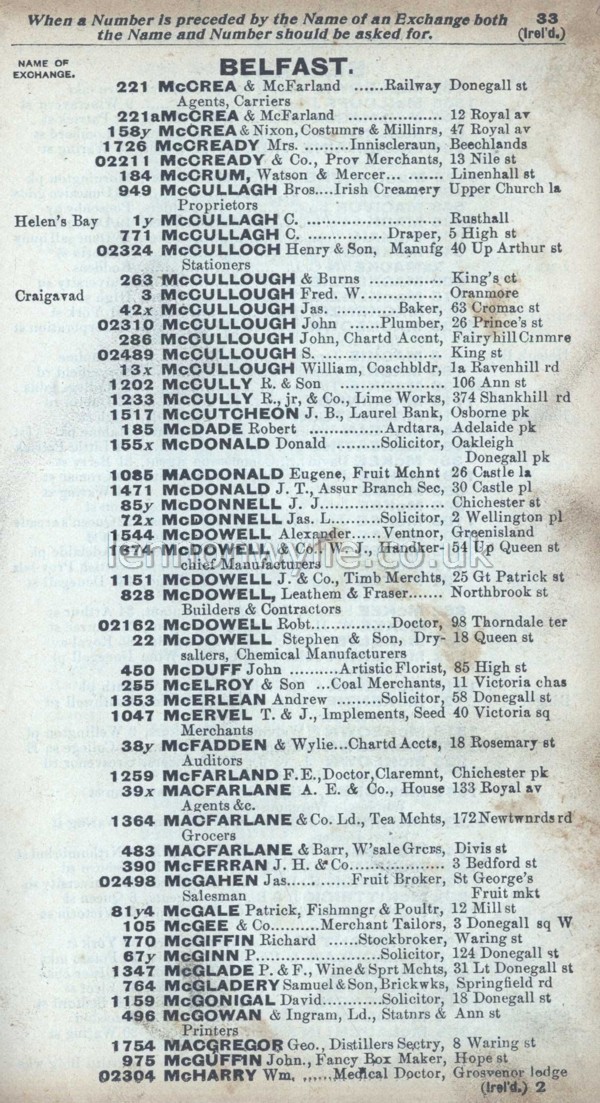 When a Number is preceded by the Name of an Exchange both
the Name and Number should be asked for.
33
(Irel'd.)
NAME OF
EXCHANGE.
BELFAST.
221 McCREA & McFarland ......Railway Donegall st
Agents, Carriers
221a McCREA & McFarland .................. 12 Royal av
158y McCREA & Nixon, Costumrs & Millinrs, 47 Royal av
1726 McCREADY Mrs. .........Inniscleraun, Beechlands
02211 McCREADY & Co., Prov Merchants, 13 Nile st
184 McCRUM, Watson & Mercer... ....... Linenhall st
949 McCULLAGH Bros....Irish Creamery Upper Church la
Proprietors
Helen's Bay 1y McCULLAGH C. ........................ Rusthall
771 McCULLAGH C. ...............Draper, 5 High st
02324 McCULLOCH Henry & Son, Manufg 40 Up Arthur st
Stationers
263 McCULLOUGH & Burns .............. King's ct
Craigavad 3 McCULLOUGH Fred. W............... Oranmore
42x McCULLOUGH Jas. ...........Baker, 63 Cromac st
02310 McCULLOUGH John ......Plumber, 26 Prince's st
286 McCULLOUGH John, Chartd Accnt, Fairyhill Cinmre
02489 McCULLOUGH S. ..................... King st
13x McCULLOUGH William, Coachbldr, 1a Ravenhill rd
1202 McCULLY R. & Son .................... 106 Ann st
1233 McCULLY R., jr, & Co., Lime Works, 374 Shankhill rd
1517 McCUTCHEON J. B., Laurel Bank, Osborne pk
185 McDADE Robert ................Ardtara, Adelaide pk
155x McDONALD Donald .........Solicitor, Oakleigh
Donegall pk
1085 MACDONALD Eugene, Fruit Mchnt 26 Castle la
1471 McDONALD J. T., Assur Branch Sec, 30 Castle pl
85y McDONNELL J. J........................ Chichester st
72x McDONNELL Jas. L..........Solicitor, 2 Wellington pl
1544 McDOWELL Alexander......Ventnor, Greenisland
1674 McDOWELL & Co. W. J., Handker- 54 Up Queen st
chief Manufacturers
1151 McDOWELL J. & Co., Timb Merchts, 25 Gt Patrick st
828 McDOWELL, Leathem & Fraser....... Northbrook st
Builders & Contractors
02162 McDOWELL Robt..............Doctor, 98 Thorndale ter
22 McDOWELL Stephen & Son, Dry- 18 Queen st
salters, Chemical Manufacturers
450 McDUFF John ..........Artistic Florist, 85 High st
255 McELROY & Son ...Coal Merchants, 11 Victoria chas
1353 McERLEAN Andrew .........Solicitor, 58 Donegall st
1047 McERVEL T. & J., Implements, Seed 40 Victoria sq
Merchants
38y McFADDEN & Wylie...Chartd Accts, 18 Rosemary st
Auditors
1259 McFARLAND F.E., Doctor, Claremnt, Chichester pk
39x MACFARLANE A. E. & Co., House 133 Royal av
Agents &c.
1364 MACFARLANE & Co. Ld., Tea Mchts, 172 Newtwnrds rd
Grocers
483 MACFARLANE & Barr, W'sale Grcrs, Divis st
390 McFERRAN J. H. & Co............... 3 Bedford st
02498 McGAHEN Jas............Fruit Broker, St George's
Salesman Fruit mkt
81y4 McGALE Patrick, Fishmngr & Poultr, 12 Mill st
105 McGEE & Co..........Merchant Tailors, 3 Donegall sq W
770 McGIFFIN Richard ......Stockbroker, Waring st
67y McGINN P....................Solicitor, 124 Donegall st
1347 McGLADE P. & F., Wine & Sprt Mchts, 31 Lt Donegall st
764 McGLADERY Samuel & Son, Brickwks, Springfield rd
1159 McGONIGAL David............Solicitor, 18 Donegall st
496 McGOWAN & Ingram, Ld., Statnrs & Ann st
Printers
1754 MACGREGOR Geo., Distillers Sectry, 8 Waring st
975 McGUFFIN John., Fancy Box Maker, Hope st
02304 McHARRY Wm. ......Medical Doctor, Grosvenor lodge
(Irel'd.) 2
lennonwylie.co.uk